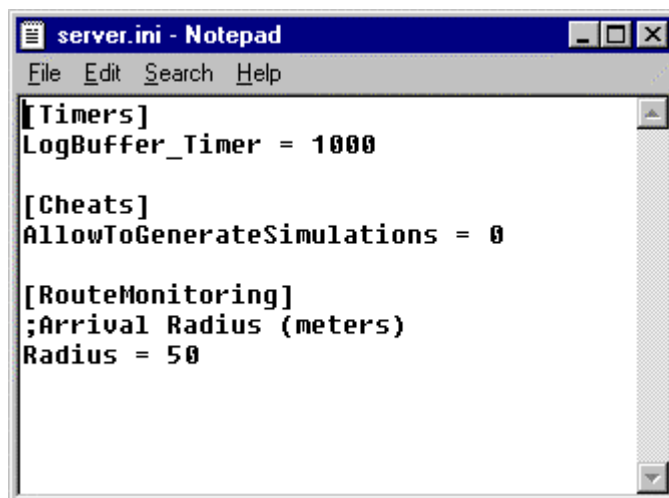 server.ini - Notepad
File Edit Search Help
[Timers]
LogBuffer_Timer = 1000
[Cheats]
AllowToGenerateSimulations = 0
[RouteMonitoring]
;Arrival Radius (meters)
Radius = 50